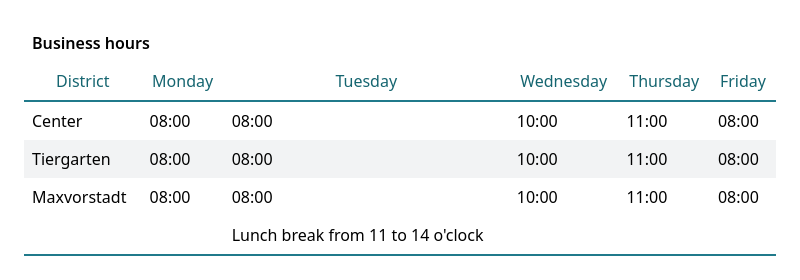 Business hours
District Monday Tuesday Wednesday Thursday Friday
Center 08:00 08:00 10:00 11:00 08:00
Tiergarten 08:00 08:00 10:00 11:00 08:00
Maxvorstadt 08:00 08:00 10:00 11:00 08:00
Lunch break from 11 to 14 o'clock